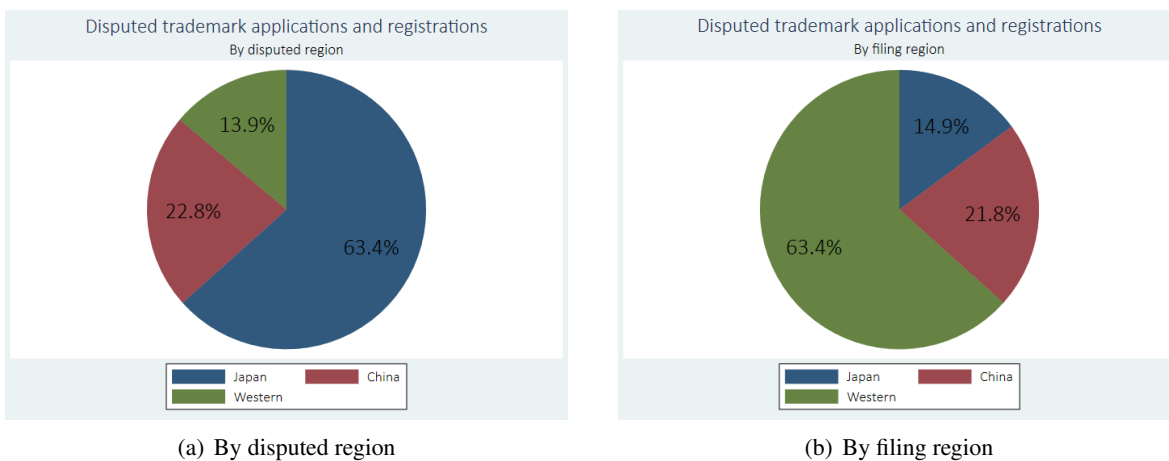 Disputed trademark applications and registrations
By disputed region
13.9%
22.8%
63.4%
Japan
China
Western
(a) By disputed region
Disputed trademark applications and registrations
By filing region
14.9%
21.8%
63.4%
Japan
China
Western
(b) By filing region